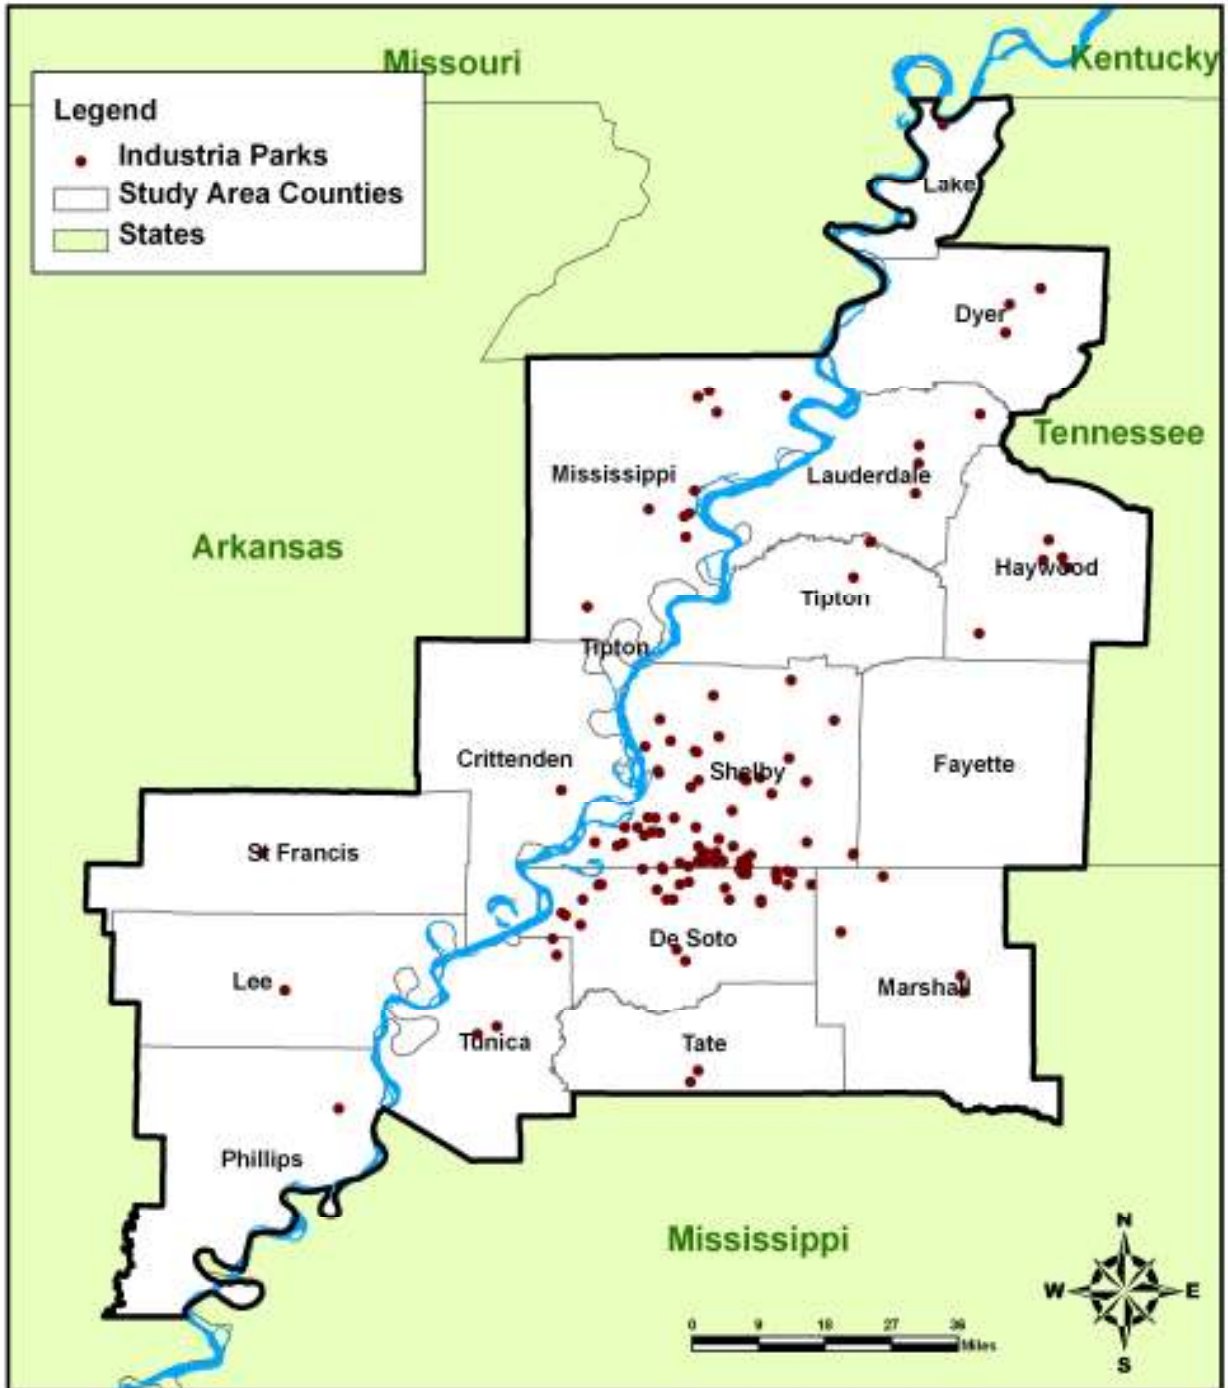 Missouri
Kentucky
Legend
Industria Parks
Study Area Counties
States
Lake
Dyer
Tennessee
Mississippi
Lauderdale
Arkansas
Haywood
Tipton
Tipton
Crittenden
Shelby
Fayette
St Francis
De Soto
Lee
Marshall
Tunica
Tate
Phillips
Mississippi
N
W E
S
0 9 18 27 36
Miles